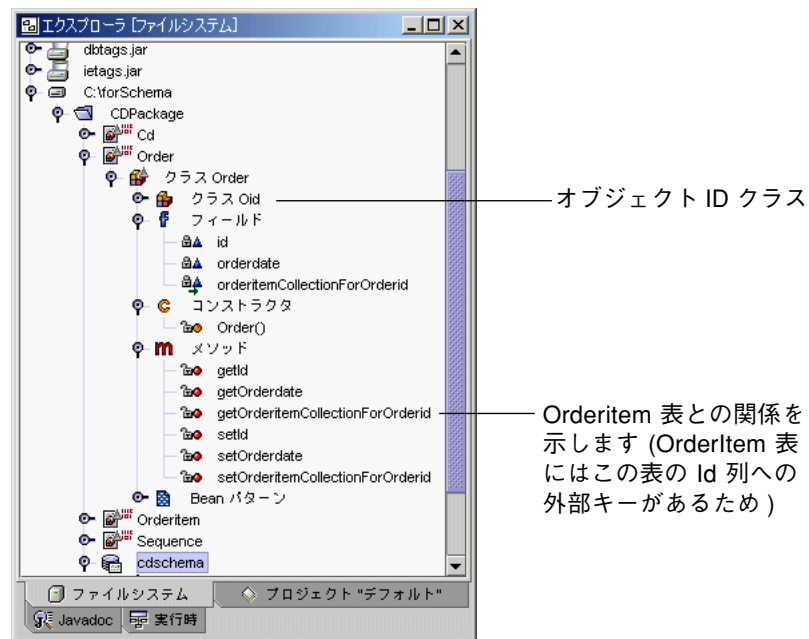 エクスプローラ [ファイルシステム]
dbtags.jar
ietags.jar
C:\forSchema
CDPackage
Cd
Order
クラス Order
クラス Oid
オブジェクト ID クラス
フィールド
id
orderdate
orderitemCollectionForOrderid
コンストラクタ
Order()
メソッド
getId
getOrderdate
getOrderitemCollectionForOrderid
setId
setOrderdate
setOrderitemCollectionForOrderid
Orderitem 表との関係を
示します (OrderItem 表
にはこの表の Id 列への
外部キーがあるため )
Bean パターン
Orderitem
Sequence
cdschema
ファイルシステム
プロジェクト "デフォルト"
Javadoc
実行時